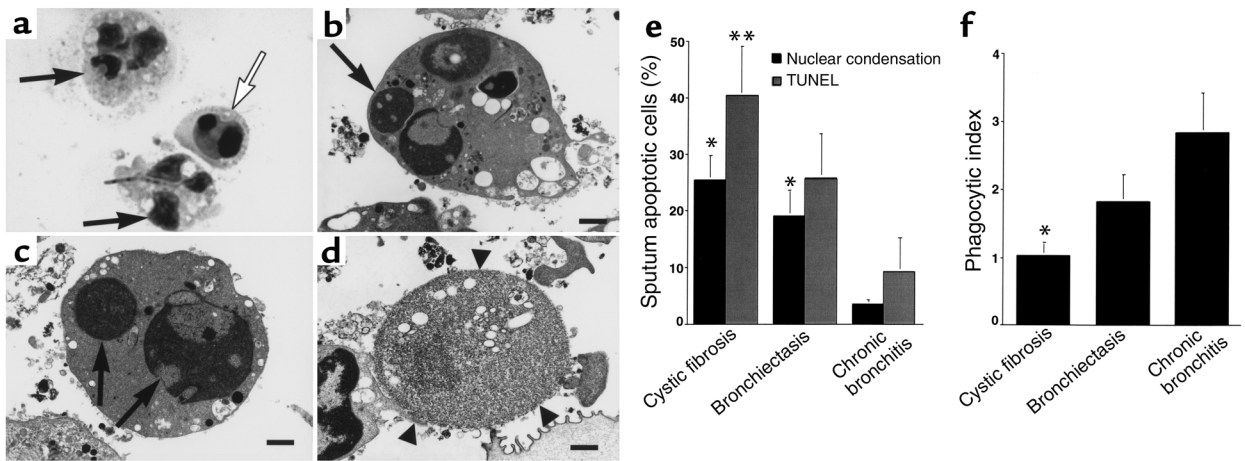 a
b
c
d
e
Sputum apoptotic cells (%)
50
40
30
20
10
0
*
**
*
Nuclear condensation
TUNEL
Cystic fibrosis
Bronchiectasis
Chronic
bronchitis
f
Phagocytic index
4
3
2
1
0
*
Cystic fibrosis
Bronchiectasis
Chronic
bronchitis